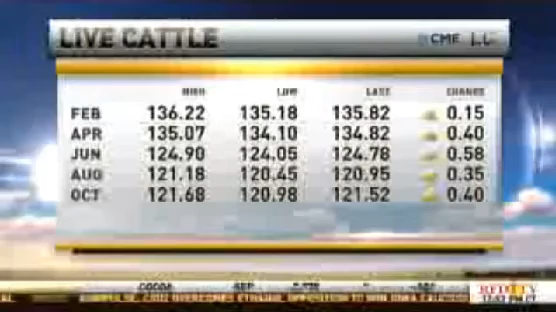 LIVE CATTLE
CME
HIGH LOW LAST CHANGE
FEB 136.22 135.18 135.82 0.15
APR 135.07 134.10 134.82 0.40
JUN 124.90 124.05 124.78 0.58
AUG 121.18 120.45 120.95 0.35
OCT 121.68 120.98 121.52 0.40
COCOA SEP